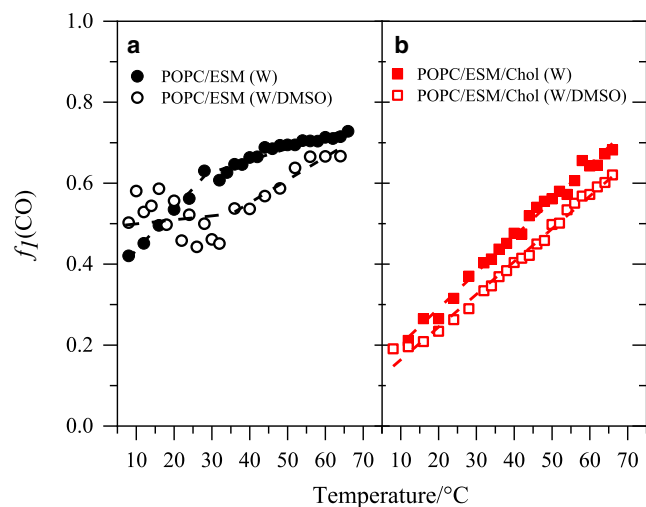 a
POPC/ESM (W)
POPC/ESM (W/DMSO)
b
POPC/ESM/Chol (W)
POPC/ESM/Chol (W/DMSO)
1.0
0.8
0.6
0.4
0.2
0.0
f1(CO)
10 20 30 40 50 60 70
10 20 30 40 50 60 70
Temperature/°C